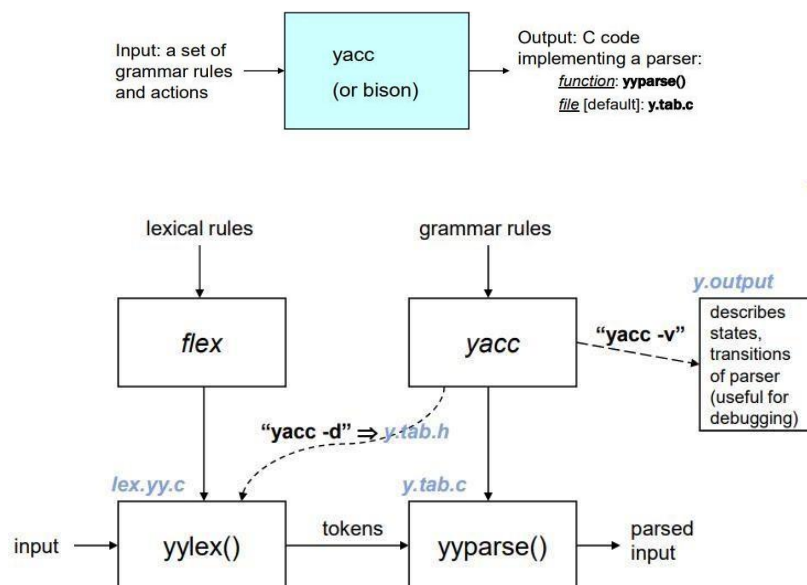 Input: a set of
grammar rules
and actions
yacc
(or bison)
Output: C code
implementing a parser:
function: yyparse()
file [default]: y.tab.c
lexical rules
grammar rules
y.output
flex
yacc
"yacc -v"
describes
states,
transitions
of parser
(useful for
debugging)
"yacc -d" ⇒ y.tab.h
lex.yy.c
y.tab.c
input
yylex()
tokens
yyparse()
parsed
input